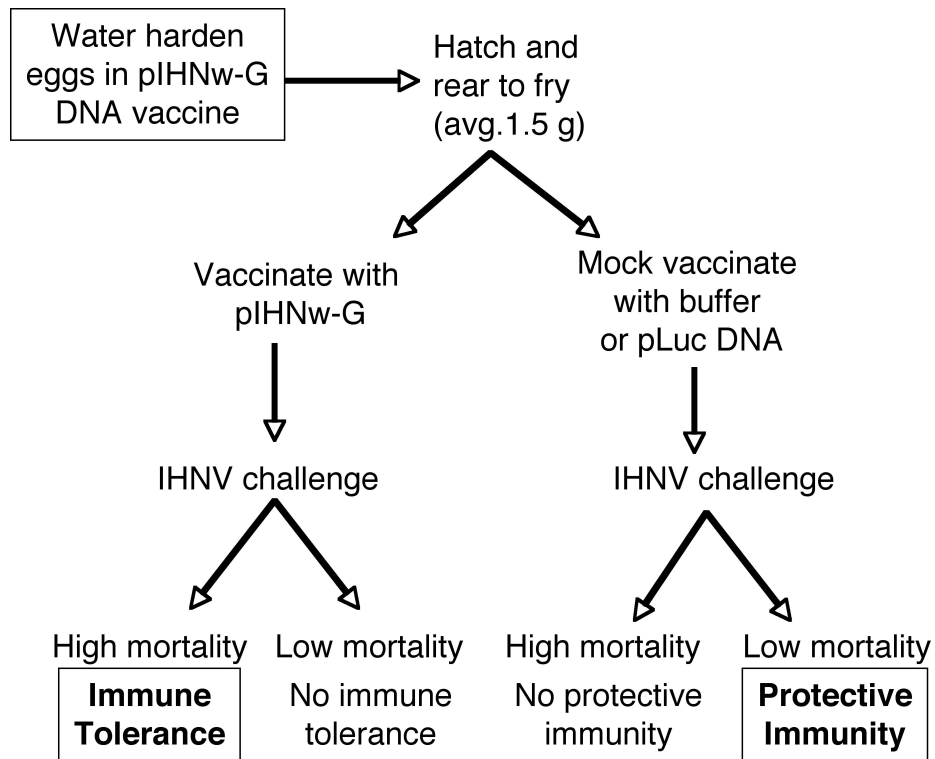 Water harden
eggs in pIHNw-G
DNA vaccine
Hatch and
rear to fry
(avg.1.5 g)
Vaccinate with
pIHNw-G
Mock vaccinate
with buffer
or pLuc DNA
IHNV challenge
IHNV challenge
High mortality
Immune
Tolerance
Low mortality
No immune
tolerance
High mortality
No protective
immunity
Low mortality
Protective
Immunity